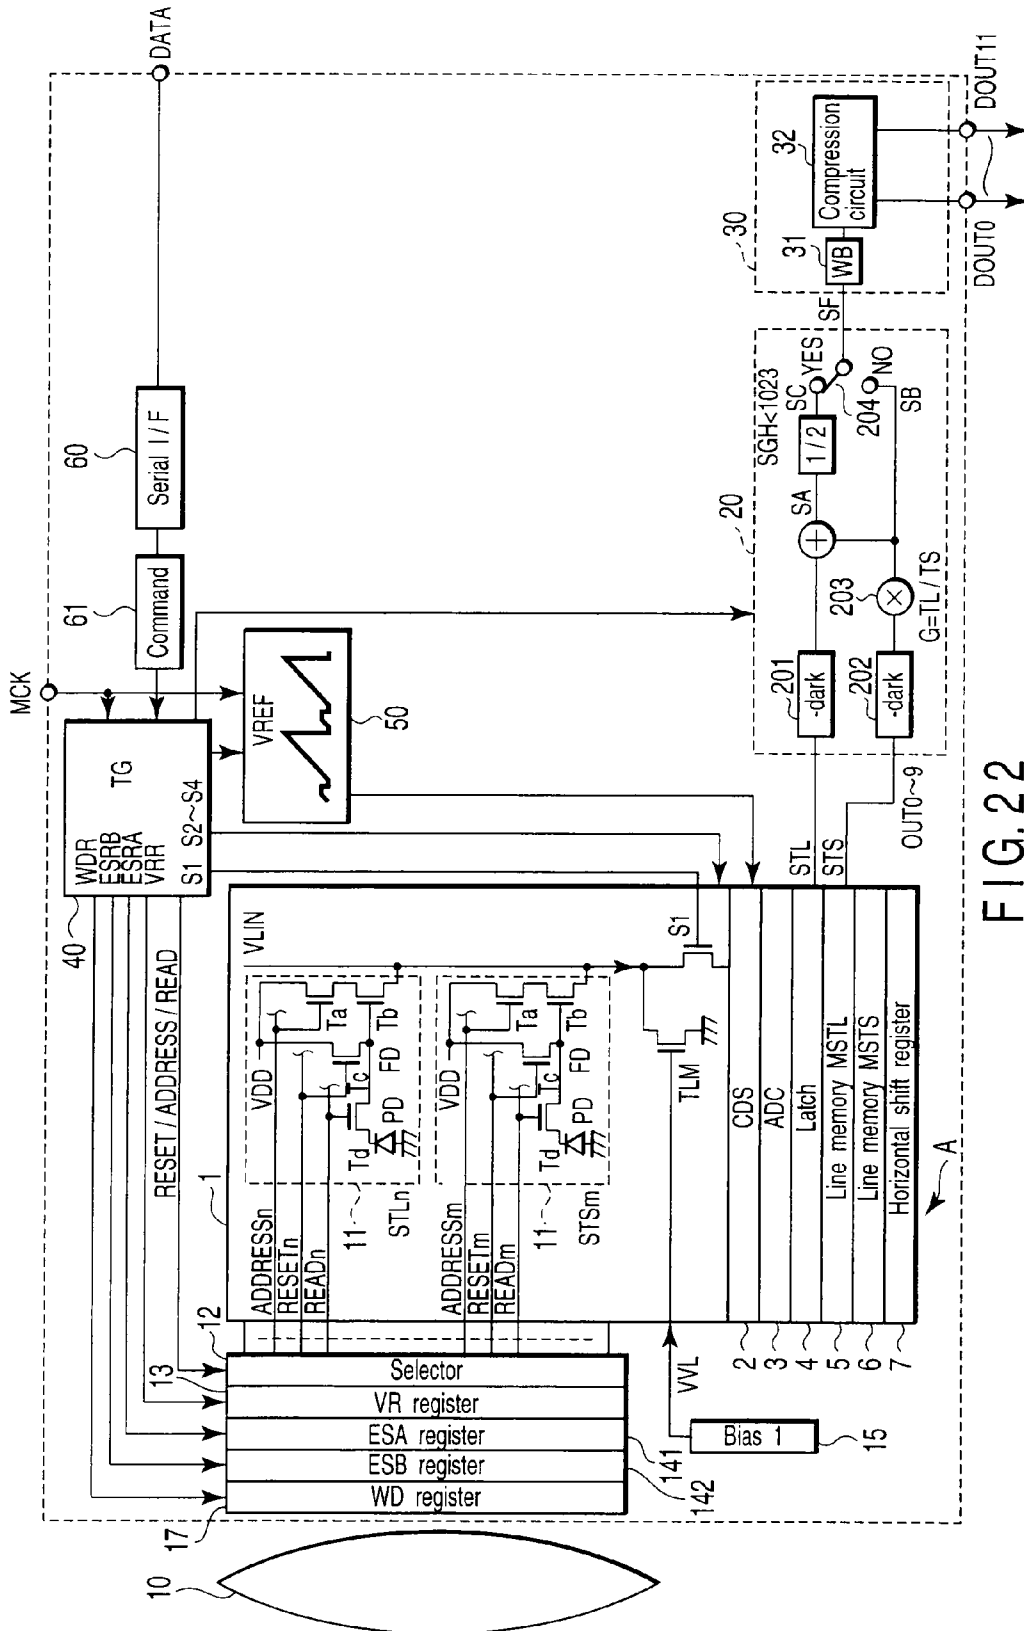 DATA
60
Serial I/F
61
Command
MCK
40
TG
WDR
ESRB
ESRA
VRR
S1 S2~S4
VREF
50
RESET/ADDRESS/READ
1
VLIN
ADDRESSn
RESETn
READn
VDD
Ta
Tb
Tc
FD
Td
PD
11
STLn
ADDRESSm
RESETm
READm
VDD
Ta
Tb
Tc
FD
Td
PD
11
STSm
TLM
S1
12
Selector
13
VR register
ESA register
141
ESB register
142
WD register
17
10
VVL
Bias 1
15
CDS
2
ADC
3
Latch
4
Line memory MSTL
5
Line memory MSTS
6
Horizontal shift register
7
A
STL
STS
OUT0~9
20
201
-dark
202
-dark
203
×
G=TL/TS
+
SA
1/2
SGH<1023
SC
YES
204
NO
SB
SF
30
31
WB
32
Compression
circuit
DOUT0
DOUT11
FIG. 22